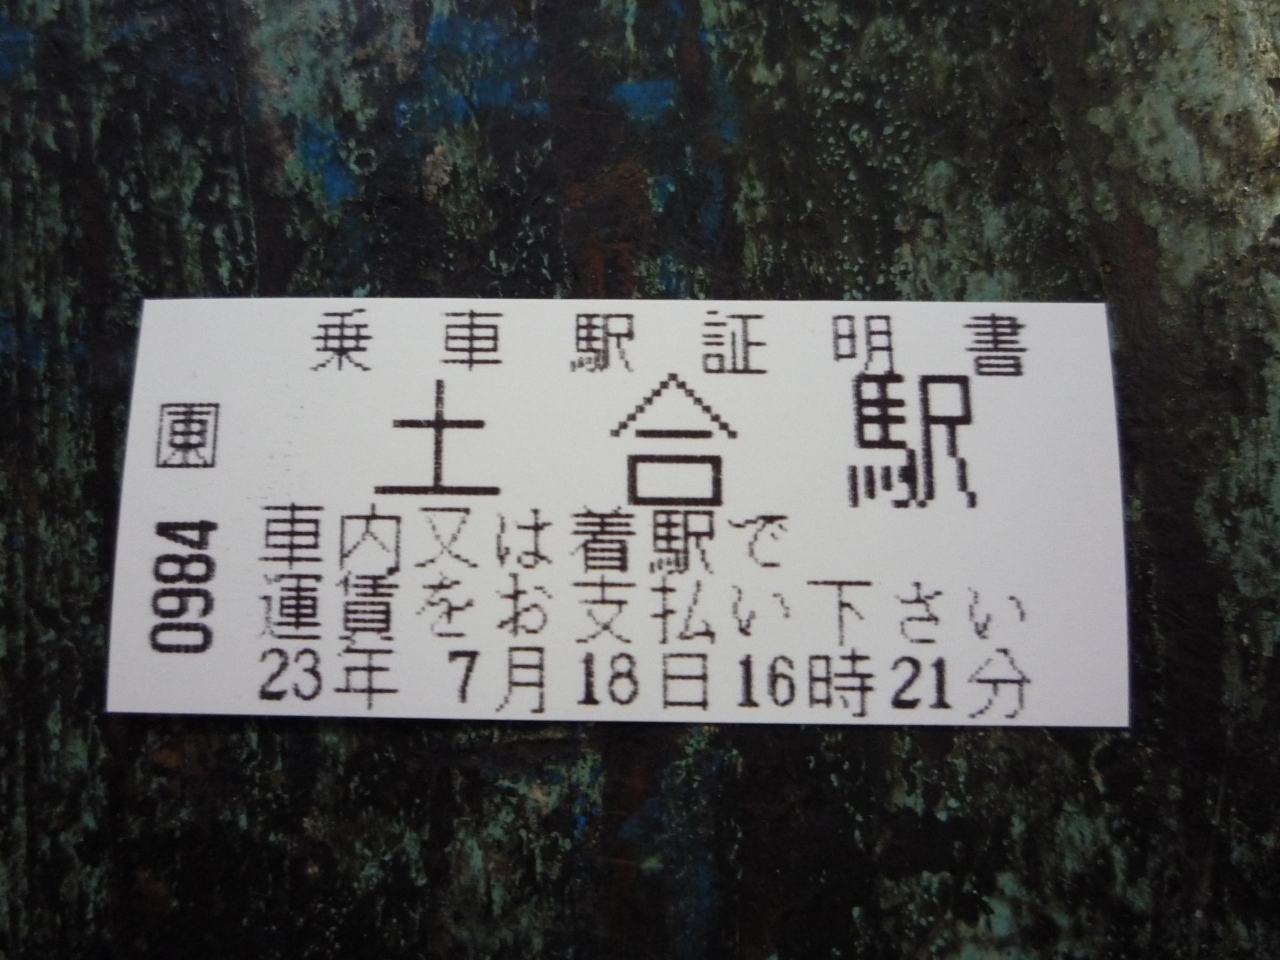 乗車駅証明書
東
土合駅
0984
車内又は着駅で
運賃をお支払い下さい
23年 7月18日16時21分